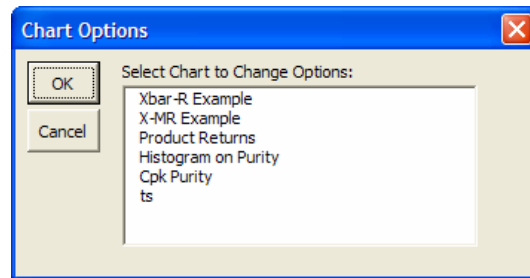 Chart Options
OK
Select Chart to Change Options:
Cancel
Xbar-R Example
X-MR Example
Product Returns
Histogram on Purity
Cpk Purity
ts